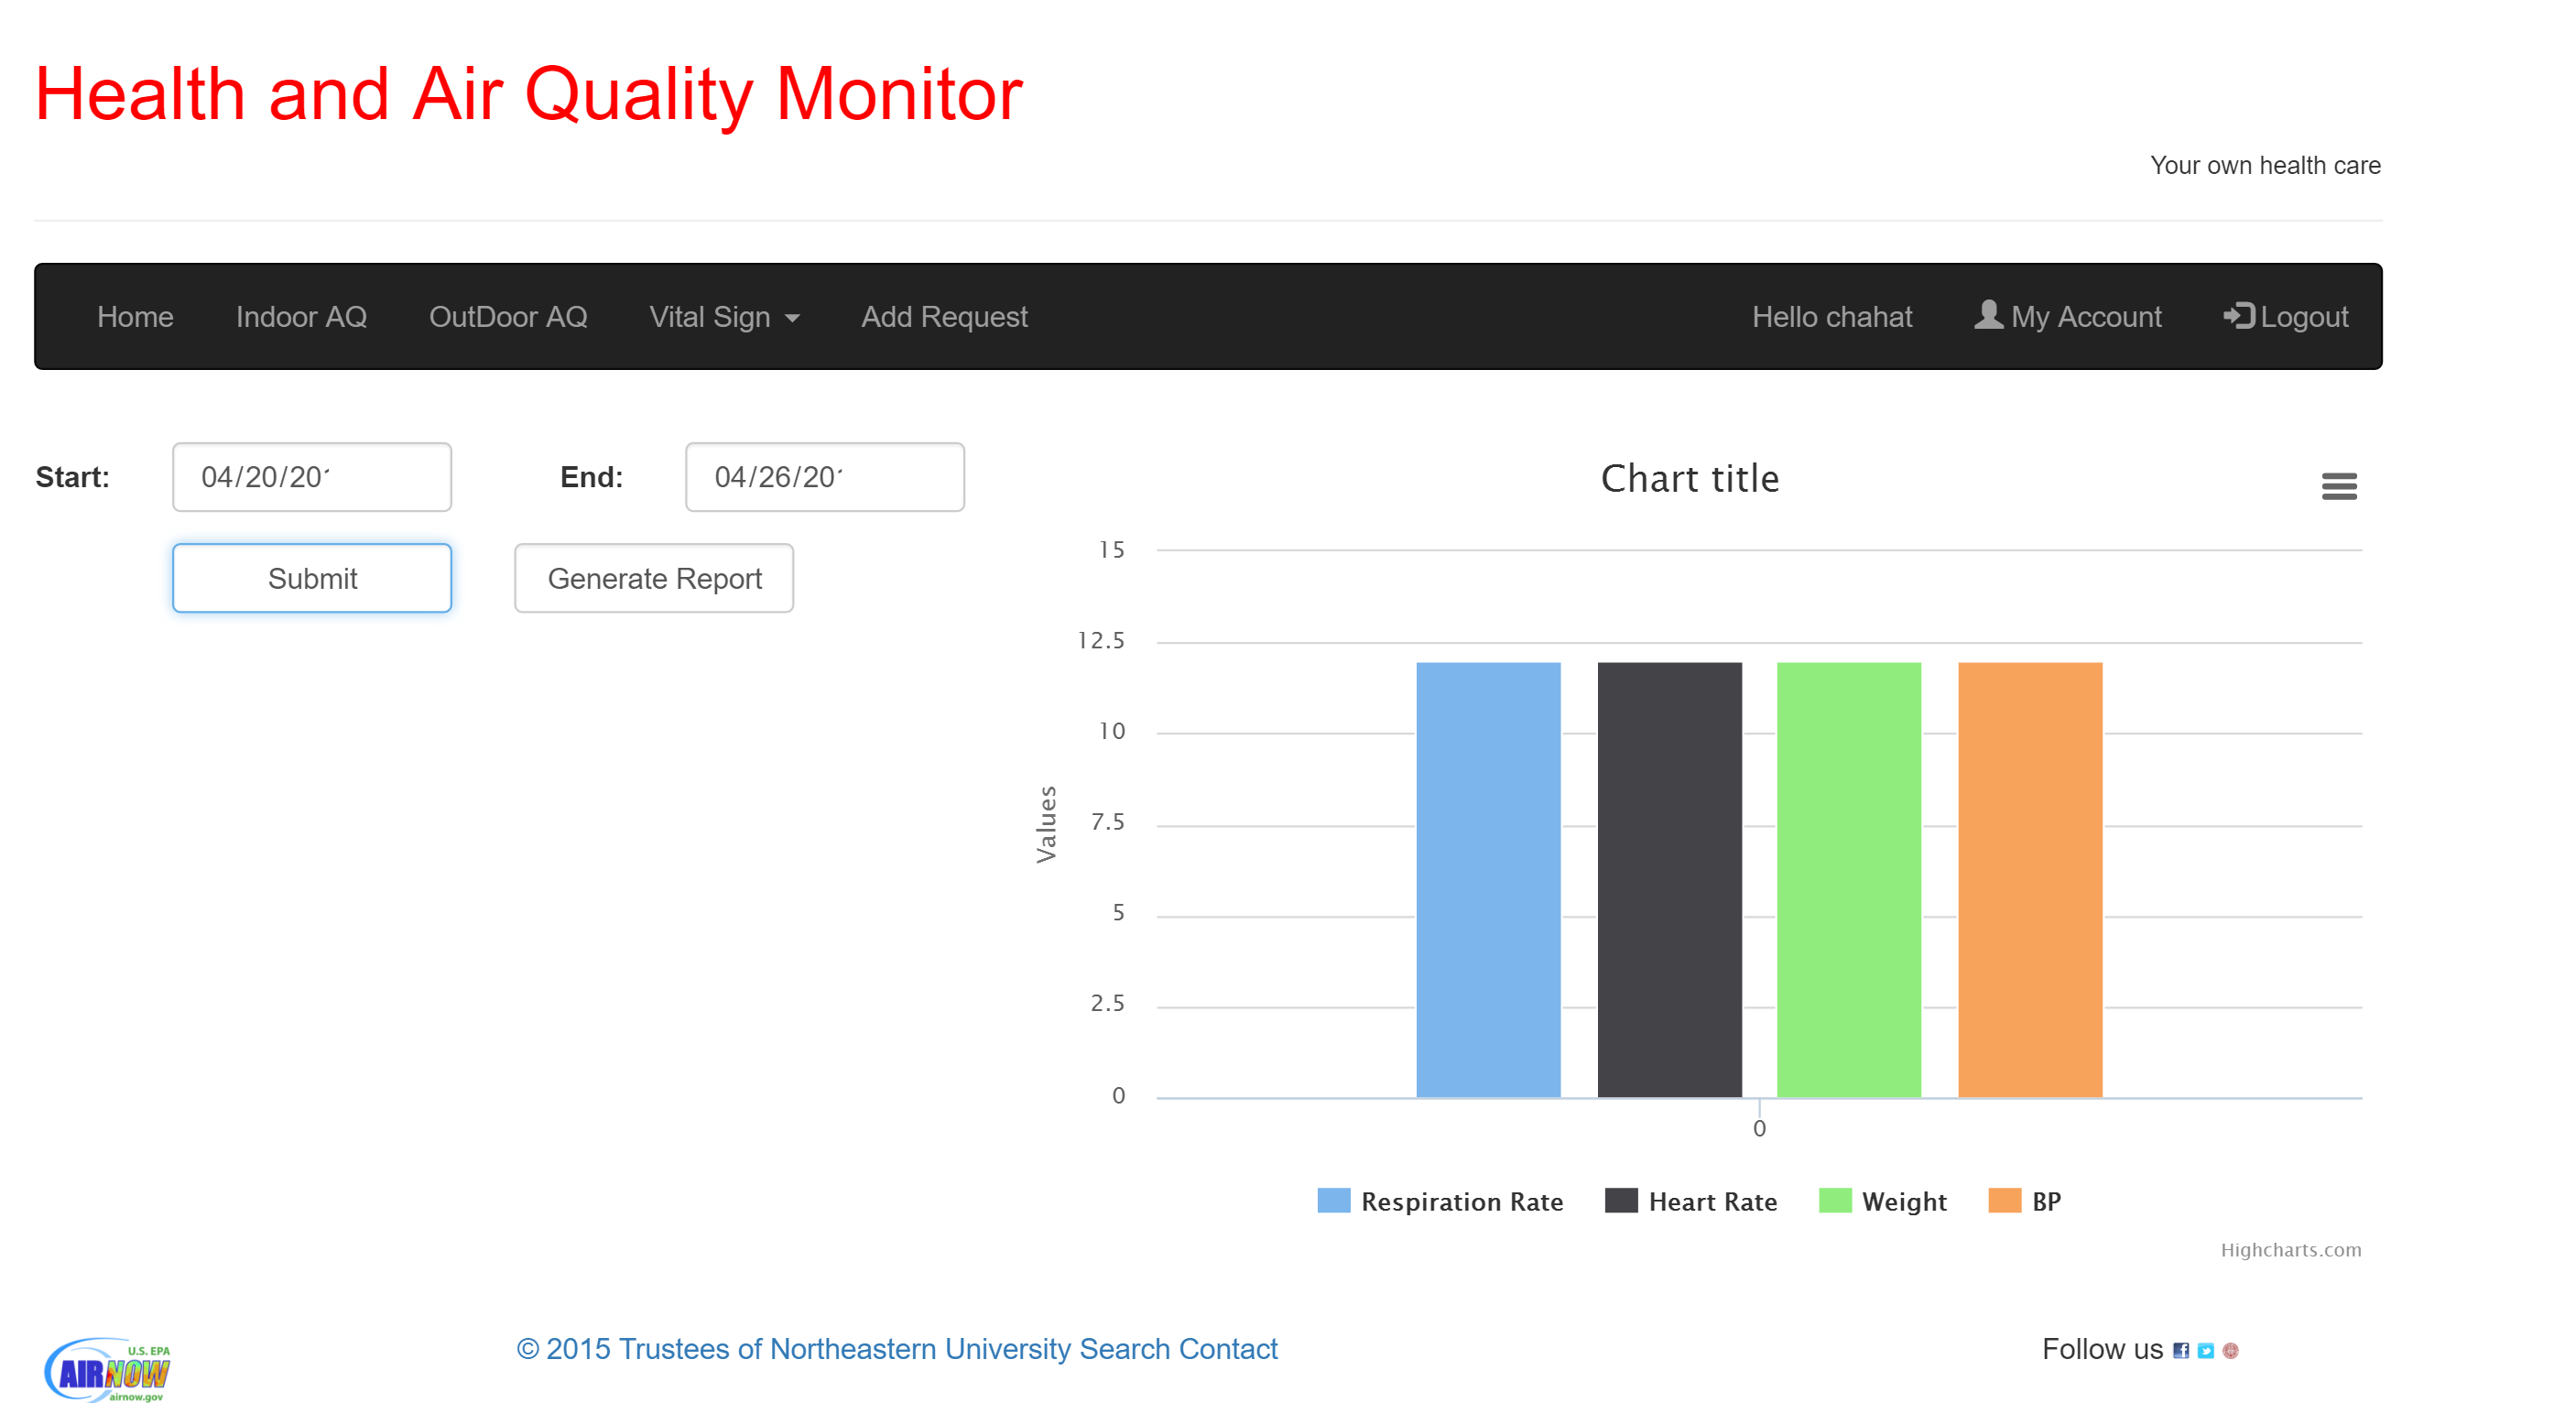 Health and Air Quality Monitor
Your own health care
Home Indoor AQ OutDoor AQ Vital Sign Add Request Hello chahat My Account Logout
Start: 04/20/20 End: 04/26/20
Submit Generate Report
Chart title
15
12.5
10
7.5
5
2.5
0
Values
0
Respiration Rate Heart Rate Weight BP
Highcharts.com
U.S. EPA
AIRNOW
airnow.gov
© 2015 Trustees of Northeastern University Search Contact
Follow us